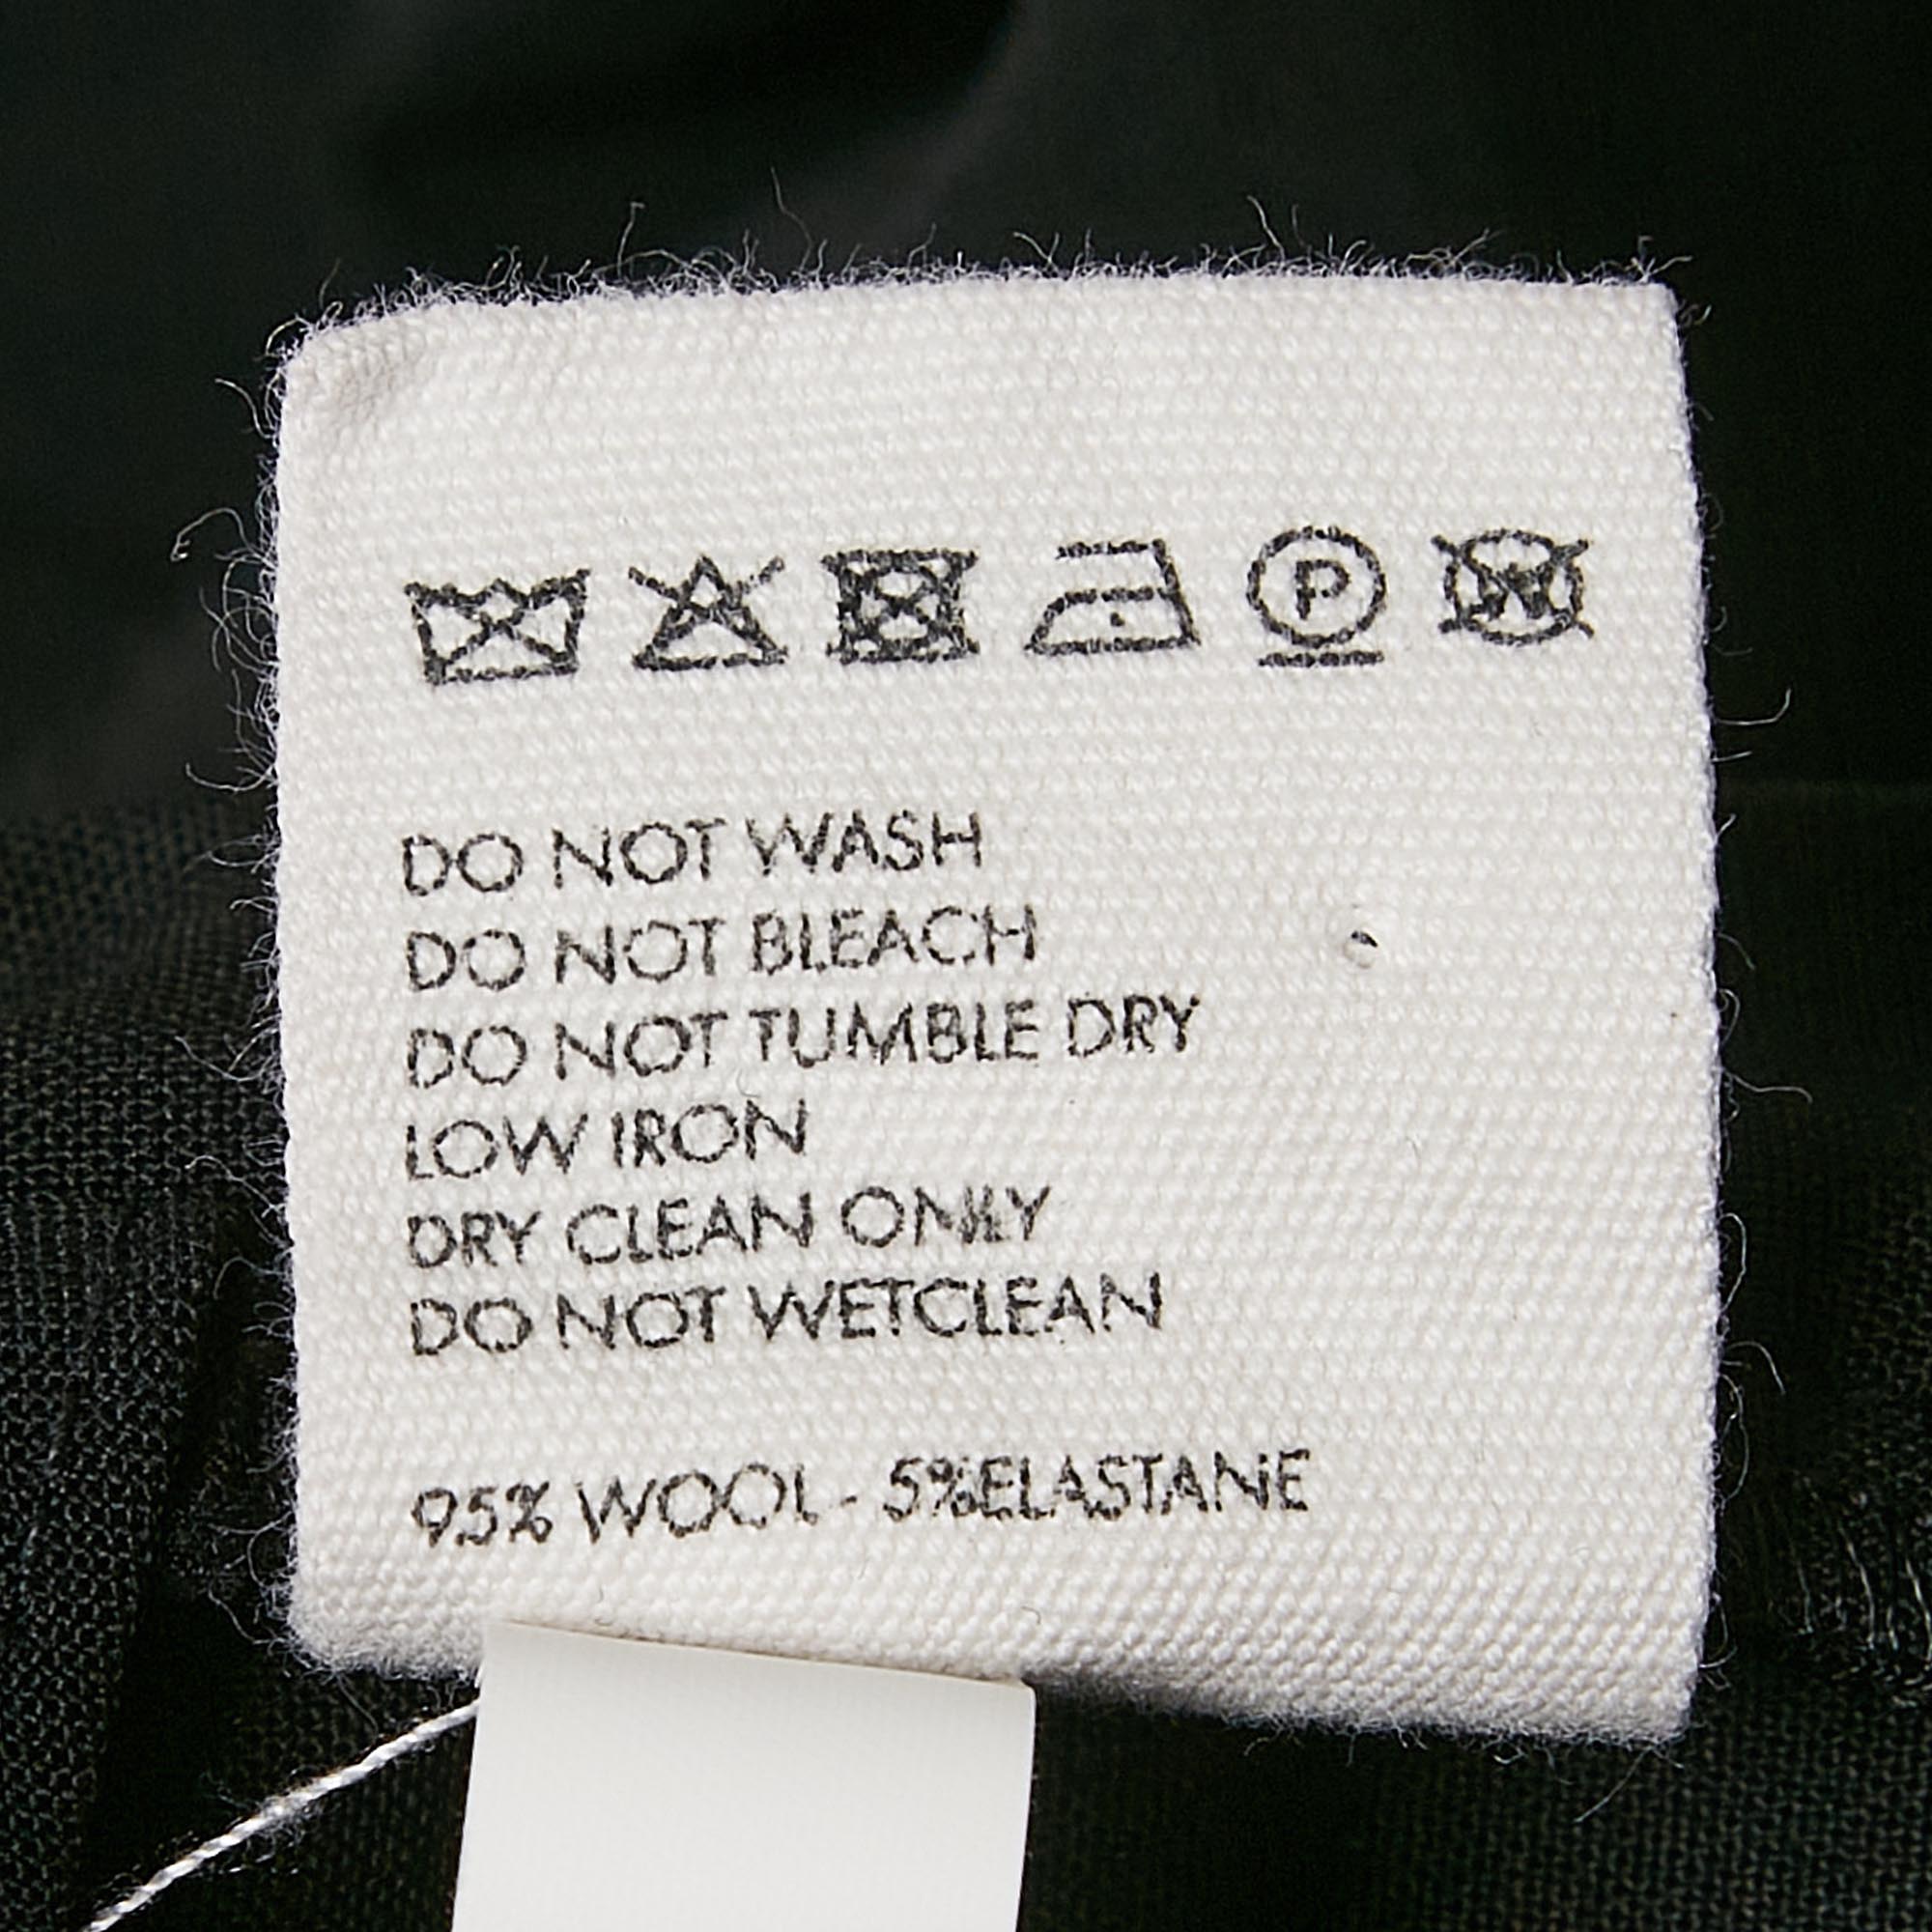 P W
DO NOT WASH
DO NOT BLEACH
DO NOT TUMBLE DRY
LOW IRON
DRY CLEAN ONLY
DO NOT WETCLEAN
95% WOOL - 5%ELASTANE